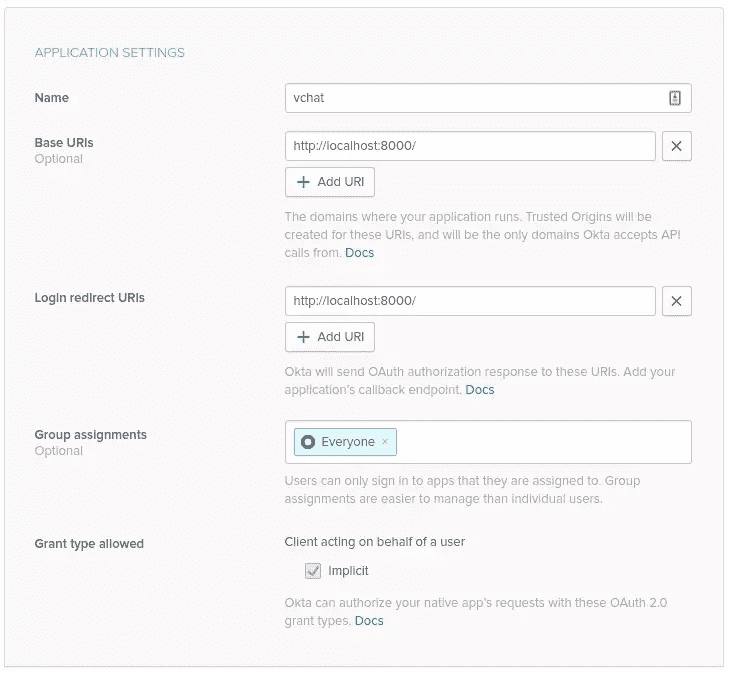 APPLICATION SETTINGS
Name
vchat
Base URIs
Optional
http://localhost:8000/
Add URI
The domains where your application runs. Trusted Origins will be
created for these URIs, and will be the only domains Okta accepts API
calls from. Docs
Login redirect URIs
http://localhost:8000/
Add URI
Okta will send OAuth authorization response to these URIs. Add your
application's callback endpoint. Docs
Group assignments
Optional
Everyone ×
Users can only sign in to apps that they are assigned to. Group
assignments are easier to manage than individual users.
Grant type allowed
Client acting on behalf of a user
Implicit
Okta can authorize your native app's requests with these OAuth 2.0
grant types. Docs